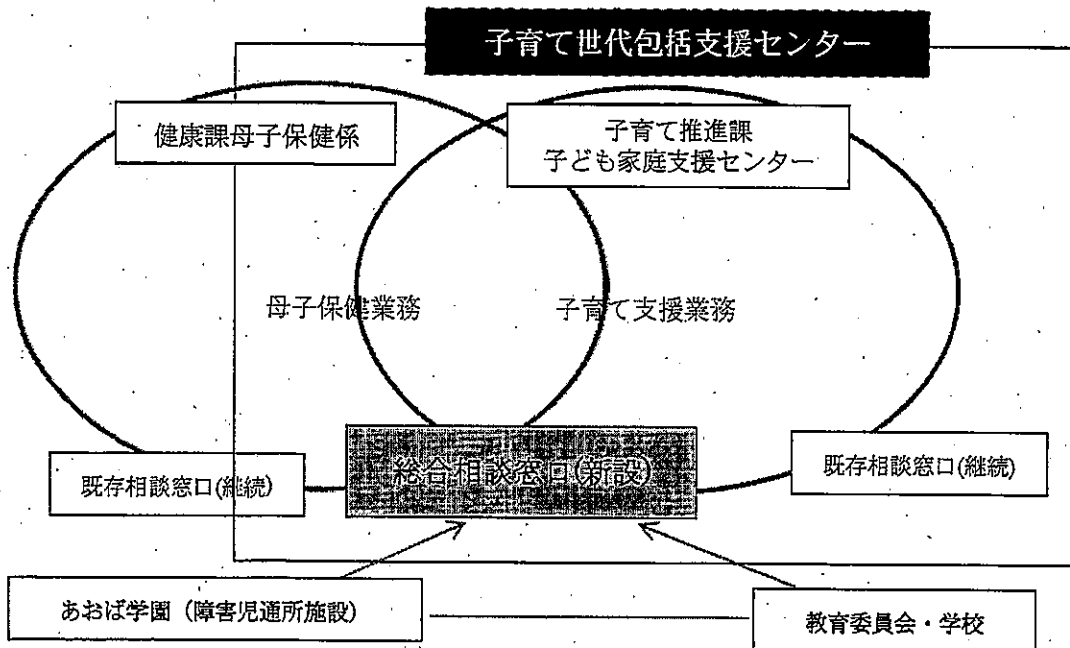 子育て世代包括支援センター
健康課母子保健係
子育て推進課
子ども家庭支援センター
母子保健業務
子育て支援業務
既存相談窓口(継続)
総合相談窓口(新設)
既存相談窓口(継続)
あおば学園（障害児通所施設）
教育委員会・学校